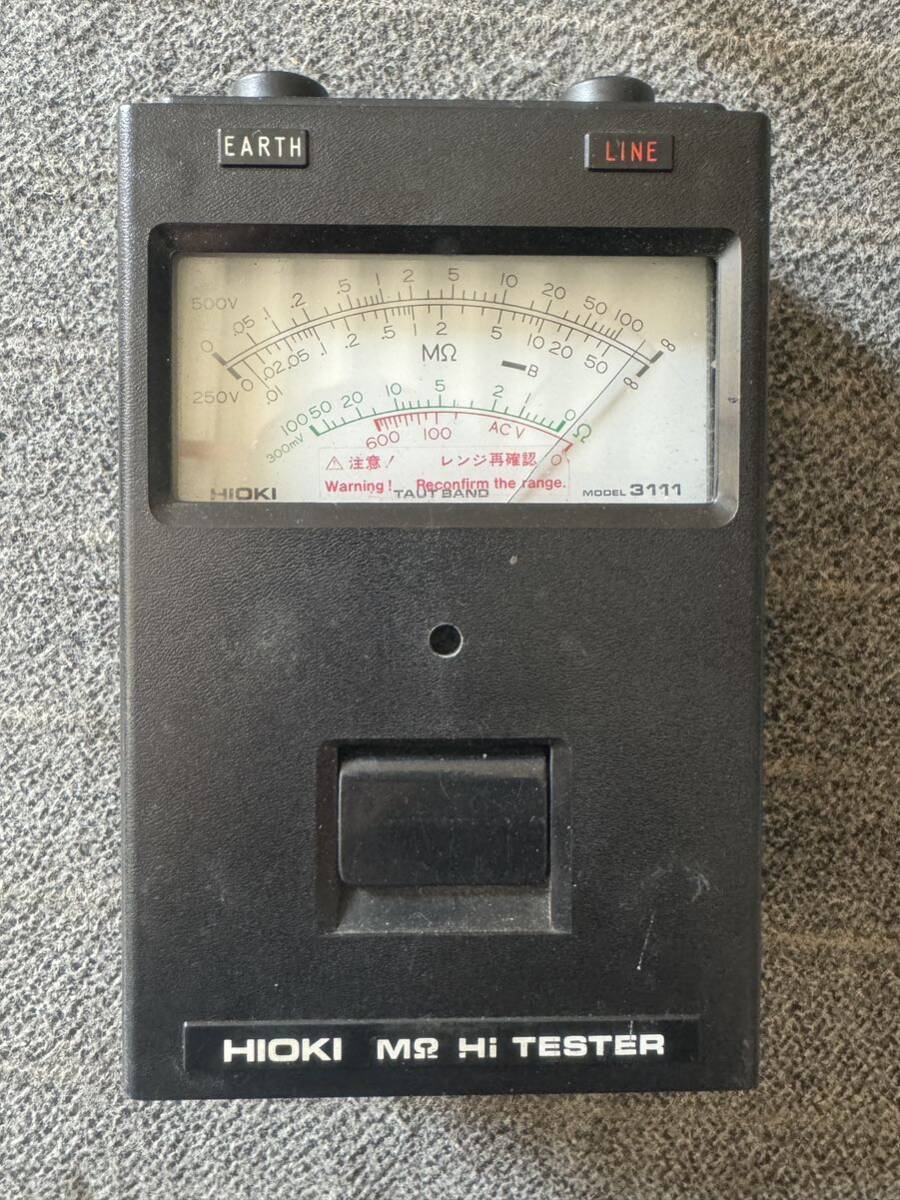 EARTH LINE
500V 0 .05 .1 .2 .5 1 2 5 10 20 50 100 ∞
250V 0 .01 .02 .05 .1 .2 .5 1 2 5 10 20 50 ∞
MΩ
B
100 50 20 10 5 2 1 0 Ω
300mV
600 100 AC V 0
⚠ 注意! レンジ再確認
Warning! Reconfirm the range.
HIOKI TAUT BAND MODEL 3111
HIOKI MΩ Hi TESTER